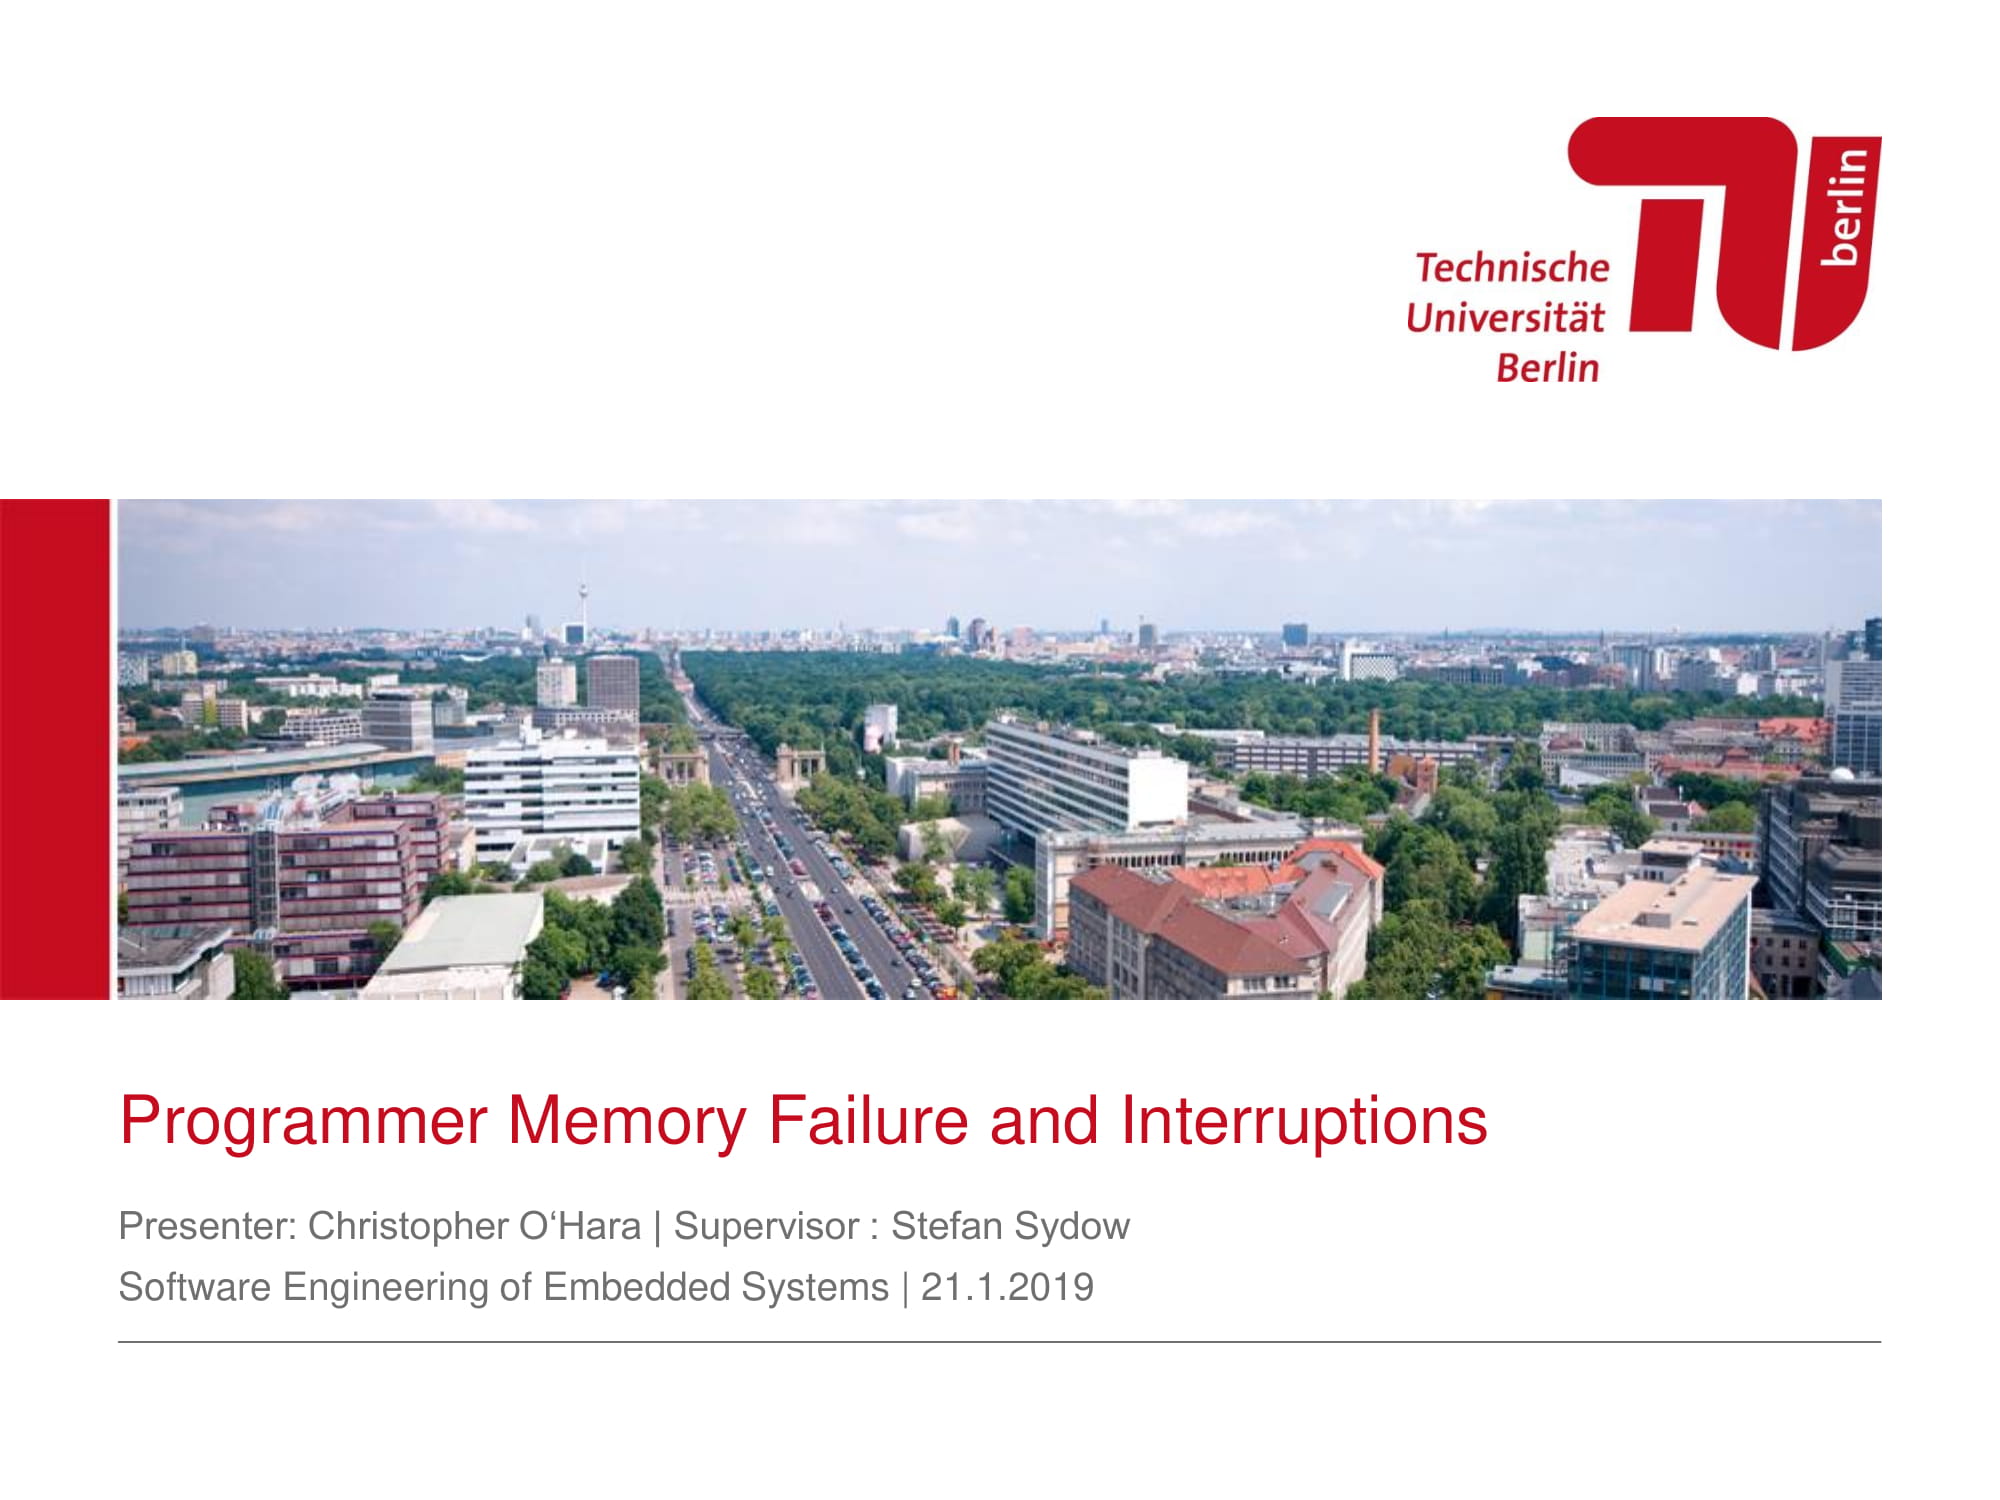 berlin
Technische
Universität
Berlin
Programmer Memory Failure and Interruptions
Presenter: Christopher O‘Hara | Supervisor : Stefan Sydow
Software Engineering of Embedded Systems | 21.1.2019